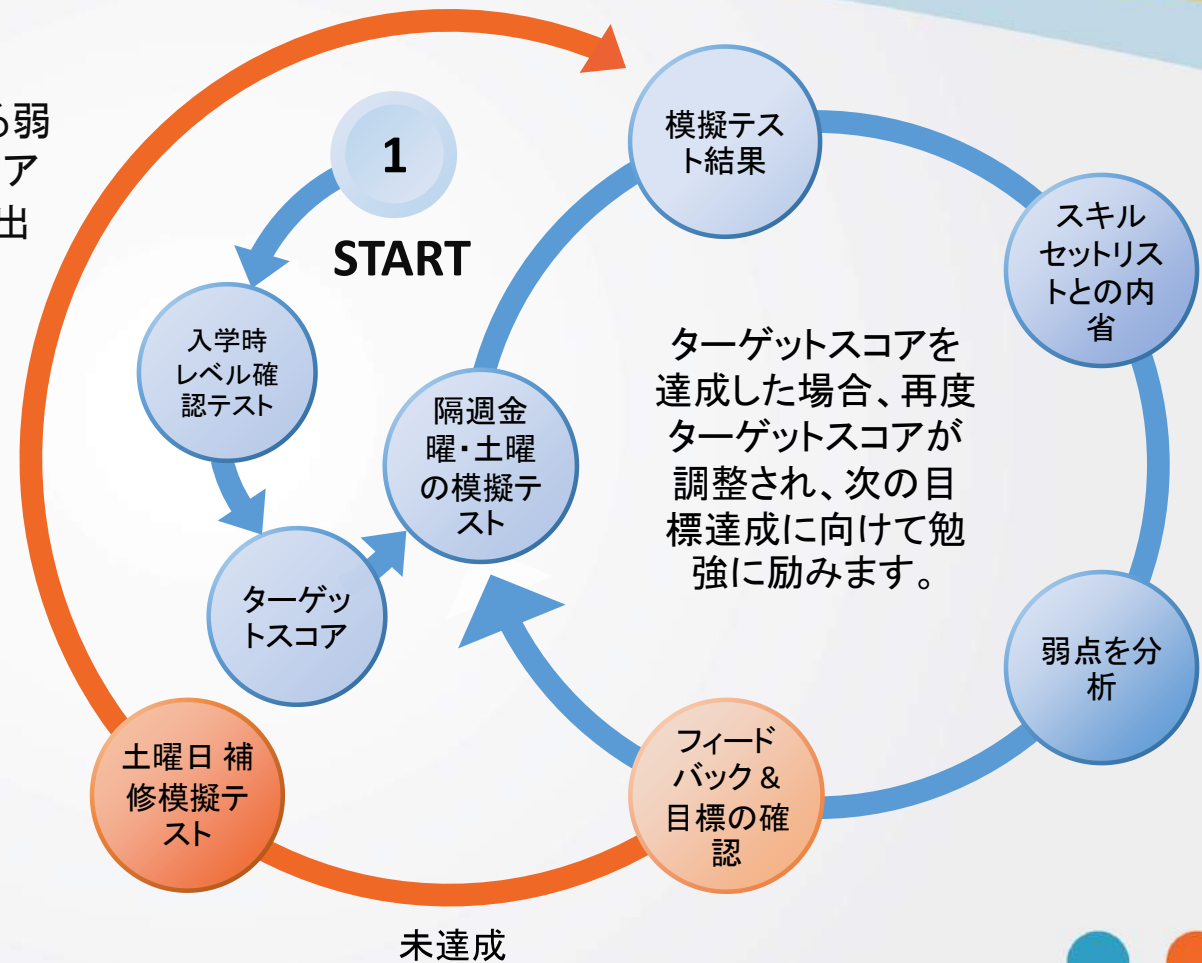 る弱
ア
出
1
START
入学時
レベル確
認テスト
ターゲッ
トスコア
隔週金
曜・土曜
の模擬テ
スト
模擬テス
ト結果
スキル
セットリス
トとの内
省
弱点を分
析
フィード
バック &
目標の確
認
土曜日 補
修模擬テ
スト
未達成
ターゲットスコアを
達成した場合、再度
ターゲットスコアが
調整され、次の目
標達成に向けて勉
強に励みます。